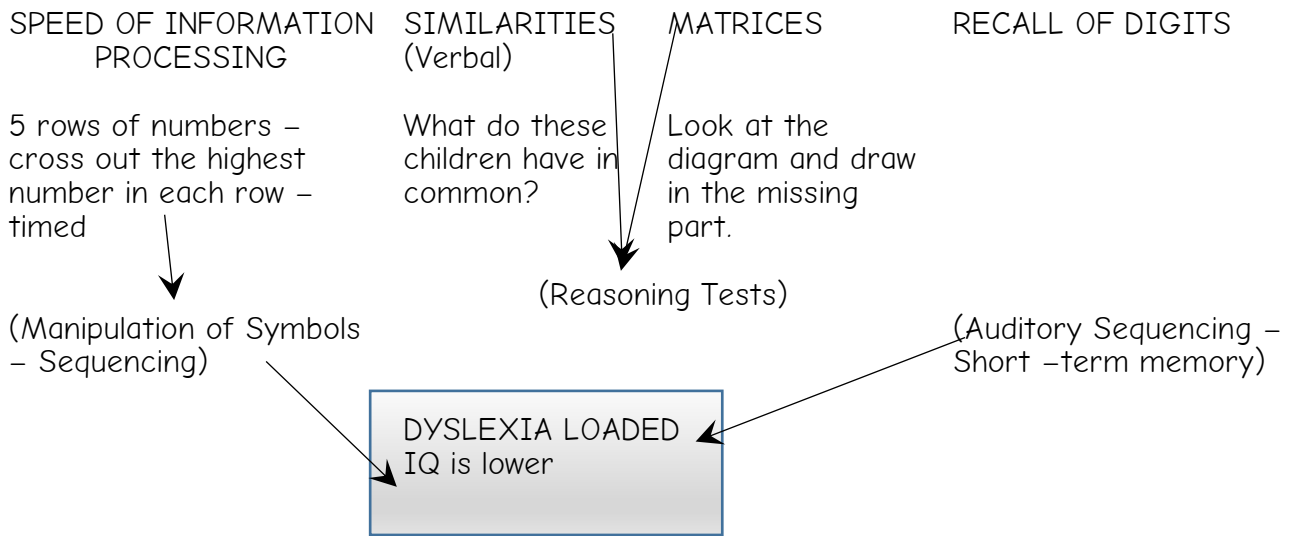 SPEED OF INFORMATION
PROCESSING
5 rows of numbers –
cross out the highest
number in each row –
timed
(Manipulation of Symbols
– Sequencing)
SIMILARITIES
(Verbal)
What do these
children have in
common?
MATRICES
Look at the
diagram and draw
in the missing
part.
(Reasoning Tests)
RECALL OF DIGITS
(Auditory Sequencing –
Short –term memory)
DYSLEXIA LOADED
IQ is lower